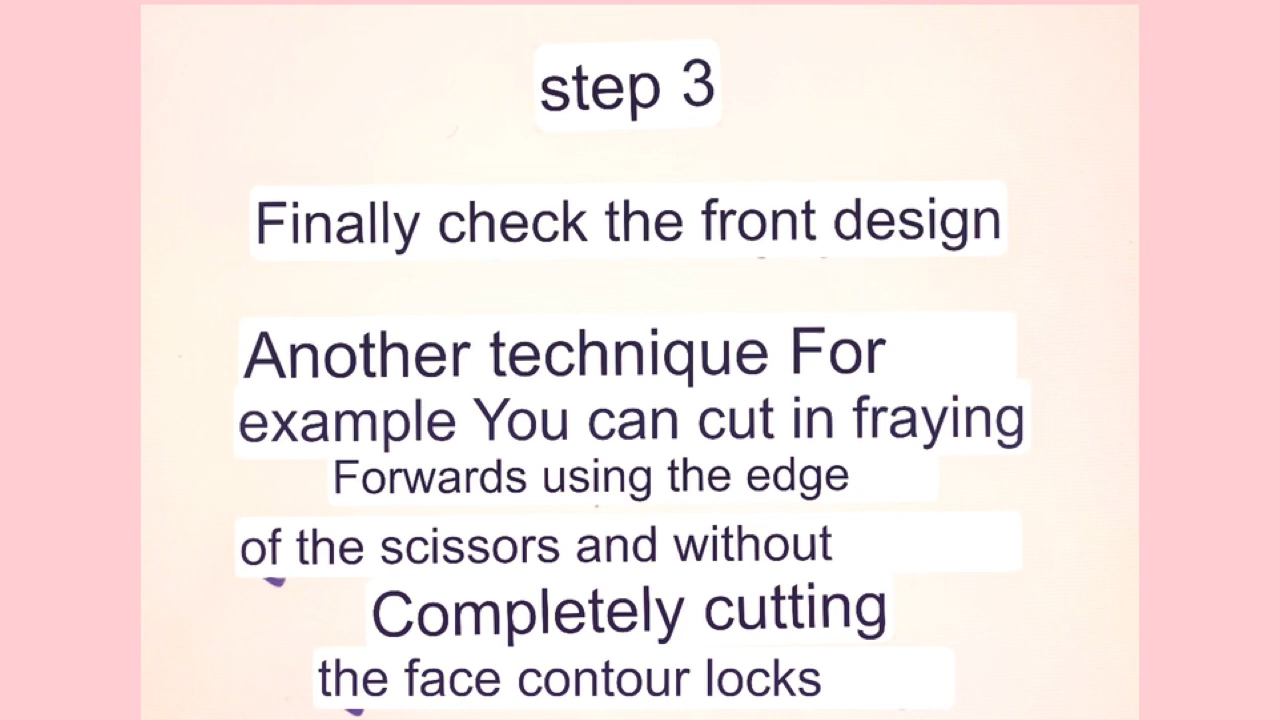 step 3
Finally check the front design
Another technique For
example You can cut in fraying
Forwards using the edge
of the scissors and without
Completely cutting
the face contour locks